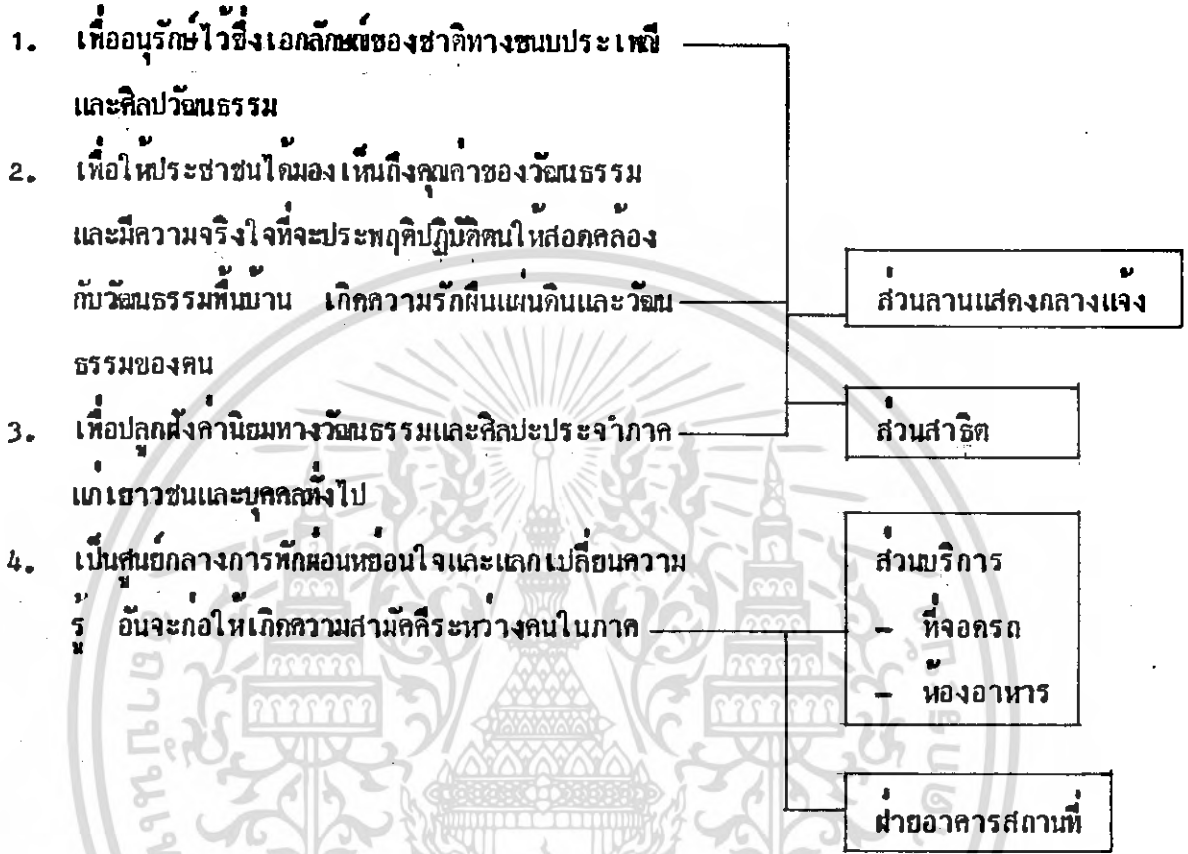 1. เพื่ออนุรักษ์ไว้ซึ่งเอกลักษณ์ของชาติทางขนบประเพณี
และศิลปวัฒนธรรม
2. เพื่อให้ประชาชนได้มองเห็นถึงคุณค่าของวัฒนธรรม
และมีความจริงใจที่จะประพฤติปฏิบัติตนให้สอดคล้อง
กับวัฒนธรรมพื้นบ้าน เกิดความรักผืนแผ่นดินและวัฒน
ธรรมของตน
3. เพื่อปลูกฝังค่านิยมทางวัฒนธรรมและศิลปะประจำภาค
แก่เยาวชนและบุคคลทั่งไป
4. เป็นศูนย์กลางการพักผ่อนหย่อนใจและแลกเปลี่ยนความ
รู้ อันจะก่อให้เกิดความสามัคคีระหว่างคนในภาค
ส่วนลานแสดงกลางแจ้ง
ส่วนสาธิต
ส่วนบริการ
- ที่จอดรถ
- ห้องอาหาร
ฝ่ายอาคารสถานที่